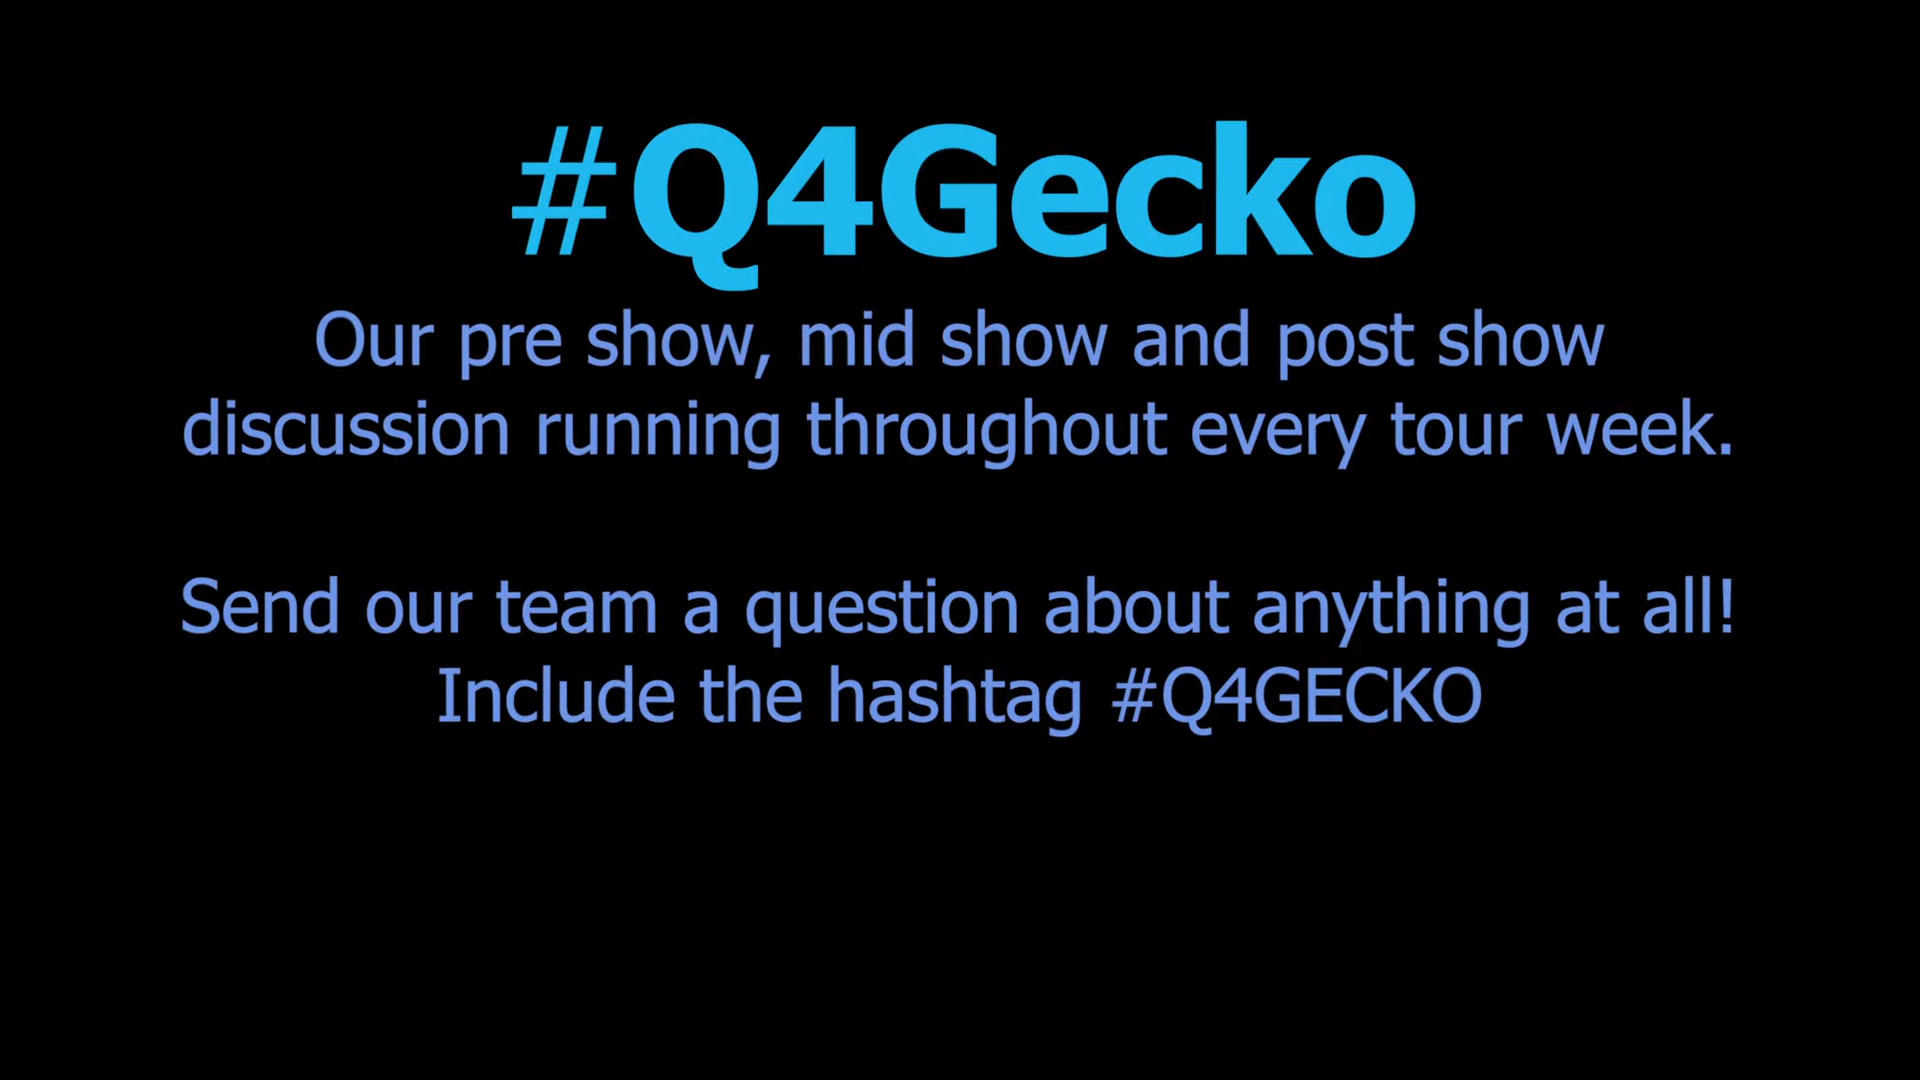 #Q4Gecko
Our pre show, mid show and post show
discussion running throughout every tour week.
Send our team a question about anything at all!
Include the hashtag #Q4GECKO